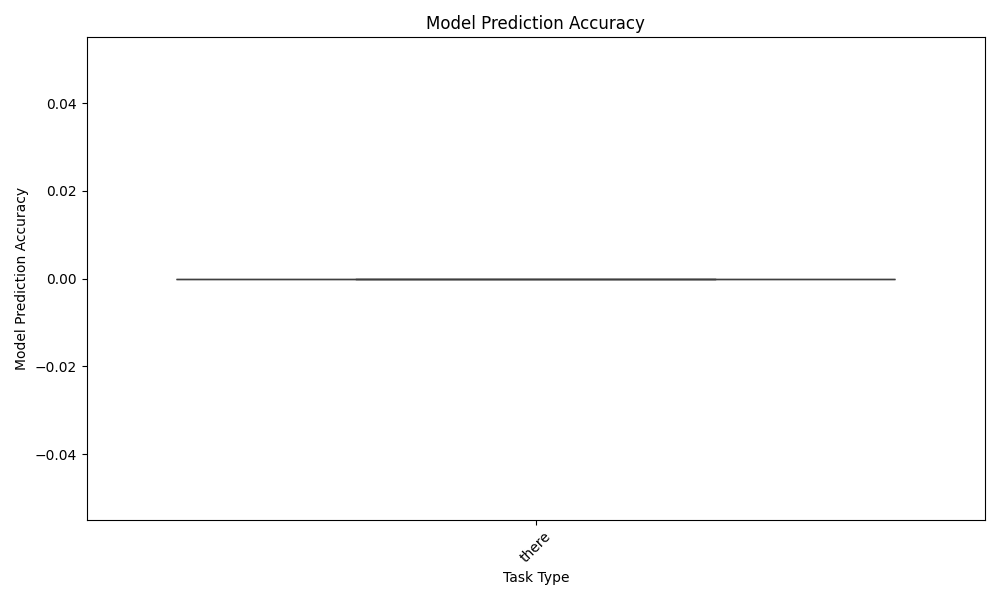 Model Prediction Accuracy
Model Prediction Accuracy
0.04
0.02
0.00
−0.02
−0.04
there
Task Type